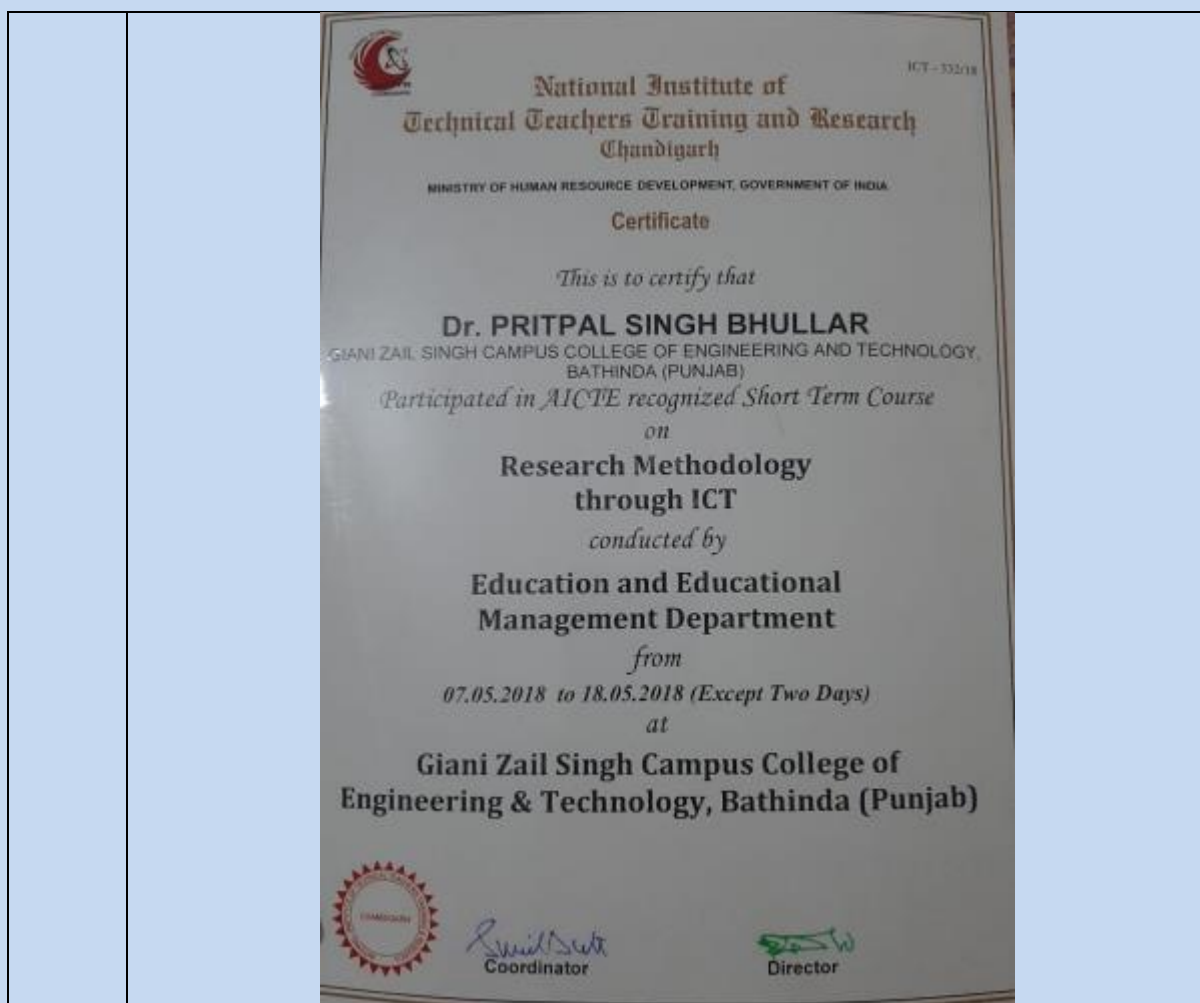 ICT - 332/18
National Institute of
Technical Teachers Training and Research
Chandigarh
MINISTRY OF HUMAN RESOURCE DEVELOPMENT, GOVERNMENT OF INDIA
Certificate
This is to certify that
Dr. PRITPAL SINGH BHULLAR
GIANI ZAIL SINGH CAMPUS COLLEGE OF ENGINEERING AND TECHNOLOGY,
BATHINDA (PUNJAB)
Participated in AICTE recognized Short Term Course
on
Research Methodology
through ICT
conducted by
Education and Educational
Management Department
from
07.05.2018 to 18.05.2018 (Except Two Days)
at
Giani Zail Singh Campus College of
Engineering & Technology, Bathinda (Punjab)
CHANDIGARH
Sunil Dutt
Coordinator
Director